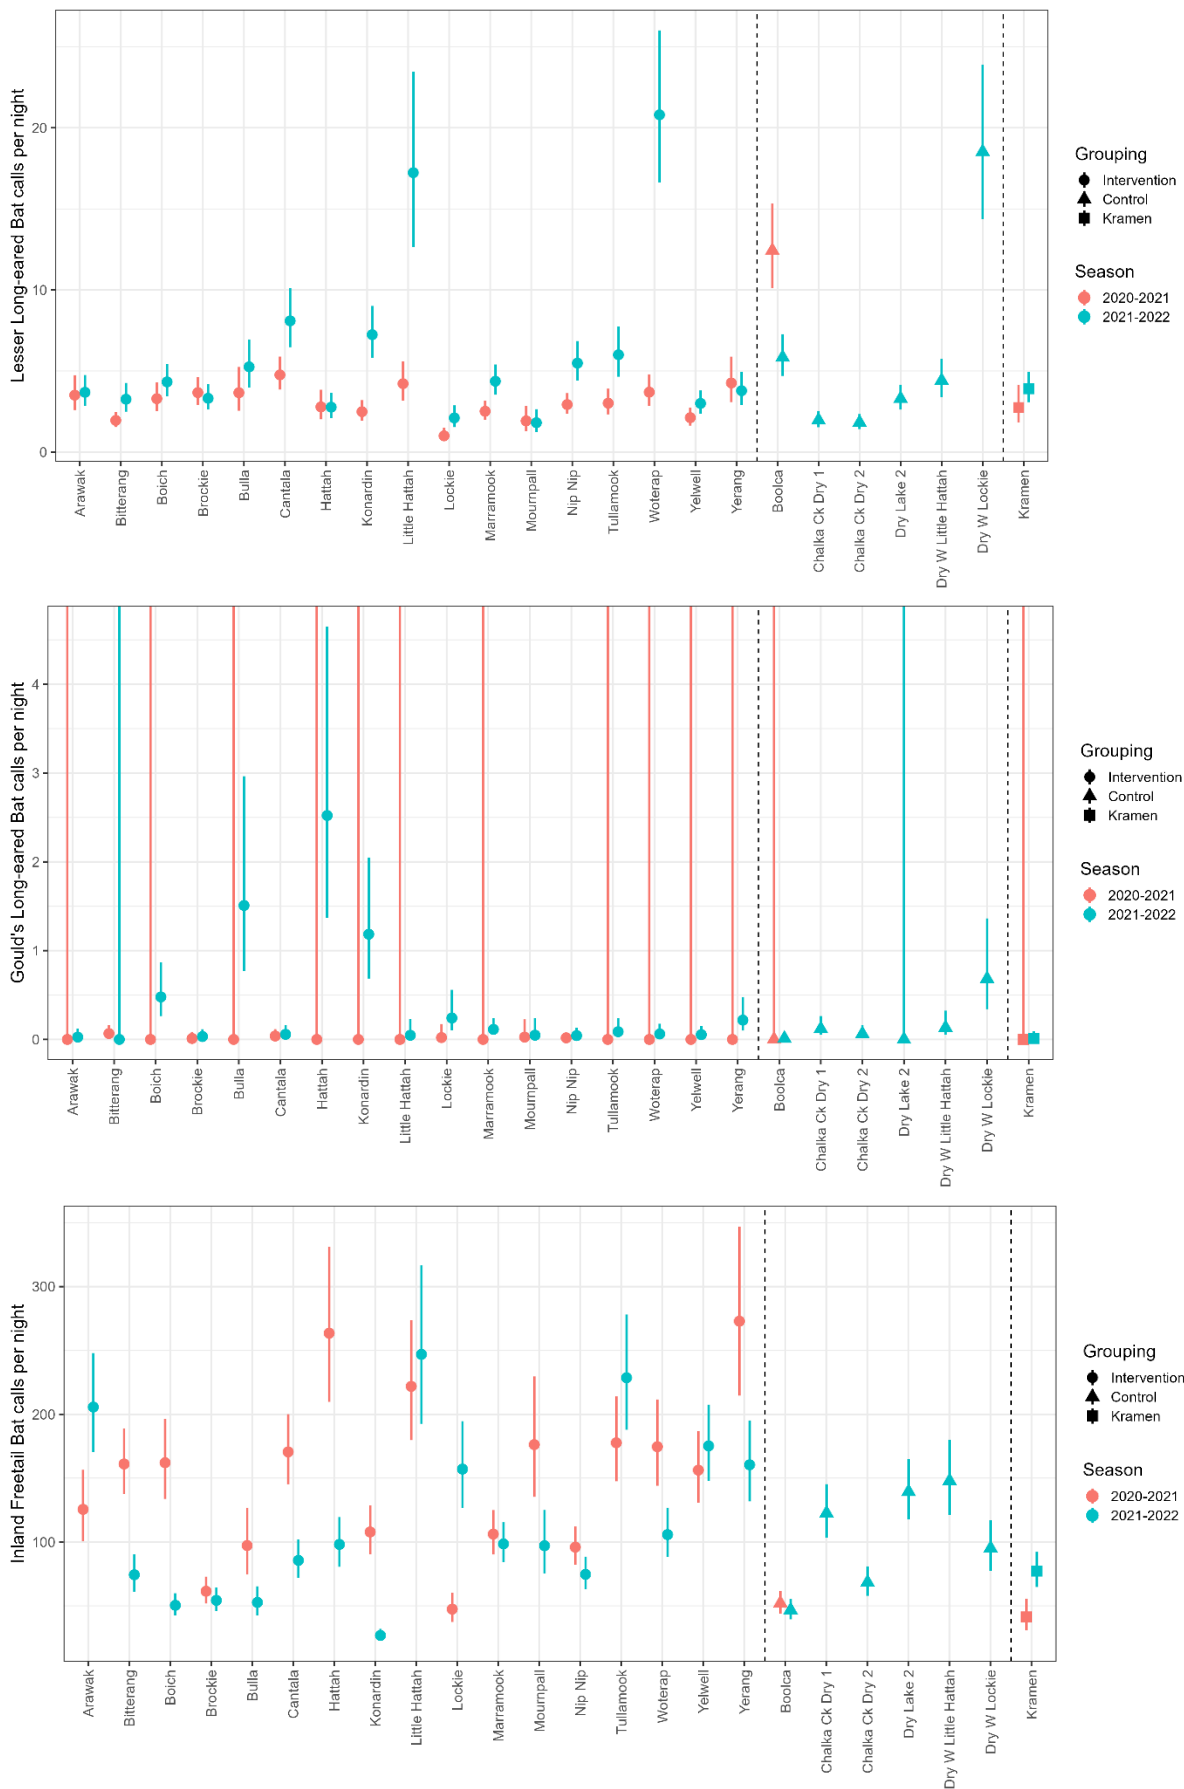 Lesser Long-eared Bat calls per night
20
10
0
Arawak
Bitterang
Boich
Brockie
Bulla
Cantala
Hattah
Konardin
Little Hattah
Lockie
Marramook
Mournpall
Nip Nip
Tullamook
Woterap
Yelwell
Yerang
Boolca
Chalka Ck Dry 1
Chalka Ck Dry 2
Dry Lake 2
Dry W Little Hattah
Dry W Lockie
Kramen
Grouping
Intervention
Control
Kramen
Season
2020-2021
2021-2022
Gould's Long-eared Bat calls per night
4
3
2
1
0
Arawak
Bitterang
Boich
Brockie
Bulla
Cantala
Hattah
Konardin
Little Hattah
Lockie
Marramook
Mournpall
Nip Nip
Tullamook
Woterap
Yelwell
Yerang
Boolca
Chalka Ck Dry 1
Chalka Ck Dry 2
Dry Lake 2
Dry W Little Hattah
Dry W Lockie
Kramen
Grouping
Intervention
Control
Kramen
Season
2020-2021
2021-2022
Inland Freetail Bat calls per night
300
200
100
Arawak
Bitterang
Boich
Brockie
Bulla
Cantala
Hattah
Konardin
Little Hattah
Lockie
Marramook
Mournpall
Nip Nip
Tullamook
Woterap
Yelwell
Yerang
Boolca
Chalka Ck Dry 1
Chalka Ck Dry 2
Dry Lake 2
Dry W Little Hattah
Dry W Lockie
Kramen
Grouping
Intervention
Control
Kramen
Season
2020-2021
2021-2022